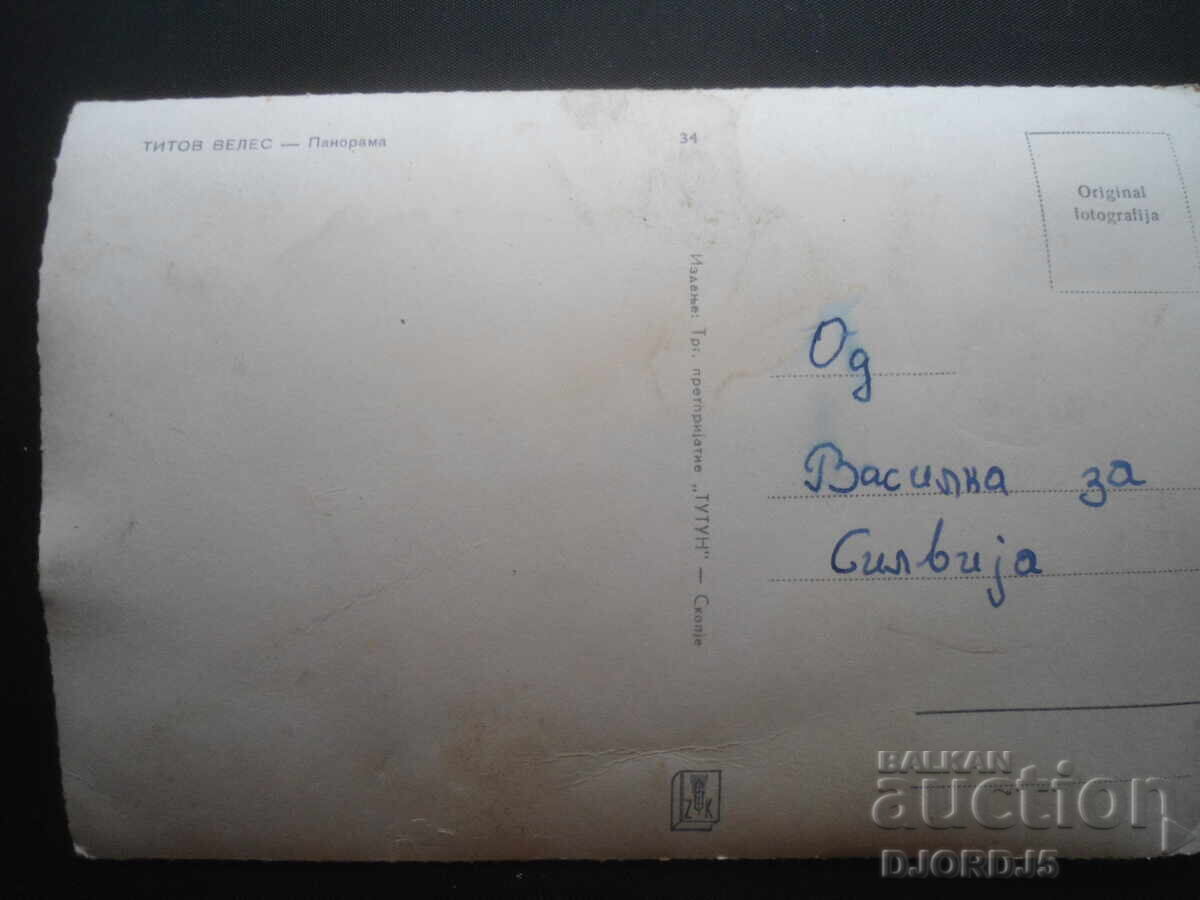 ТИТОВ ВЕЛЕС — Панорама
34
Original
fotografija
Издање: Трг. претпријатие „ТУТУН" — Скопје
Од
Василка за
Силвија
Z K
BALKAN
auction
DJORDJ5